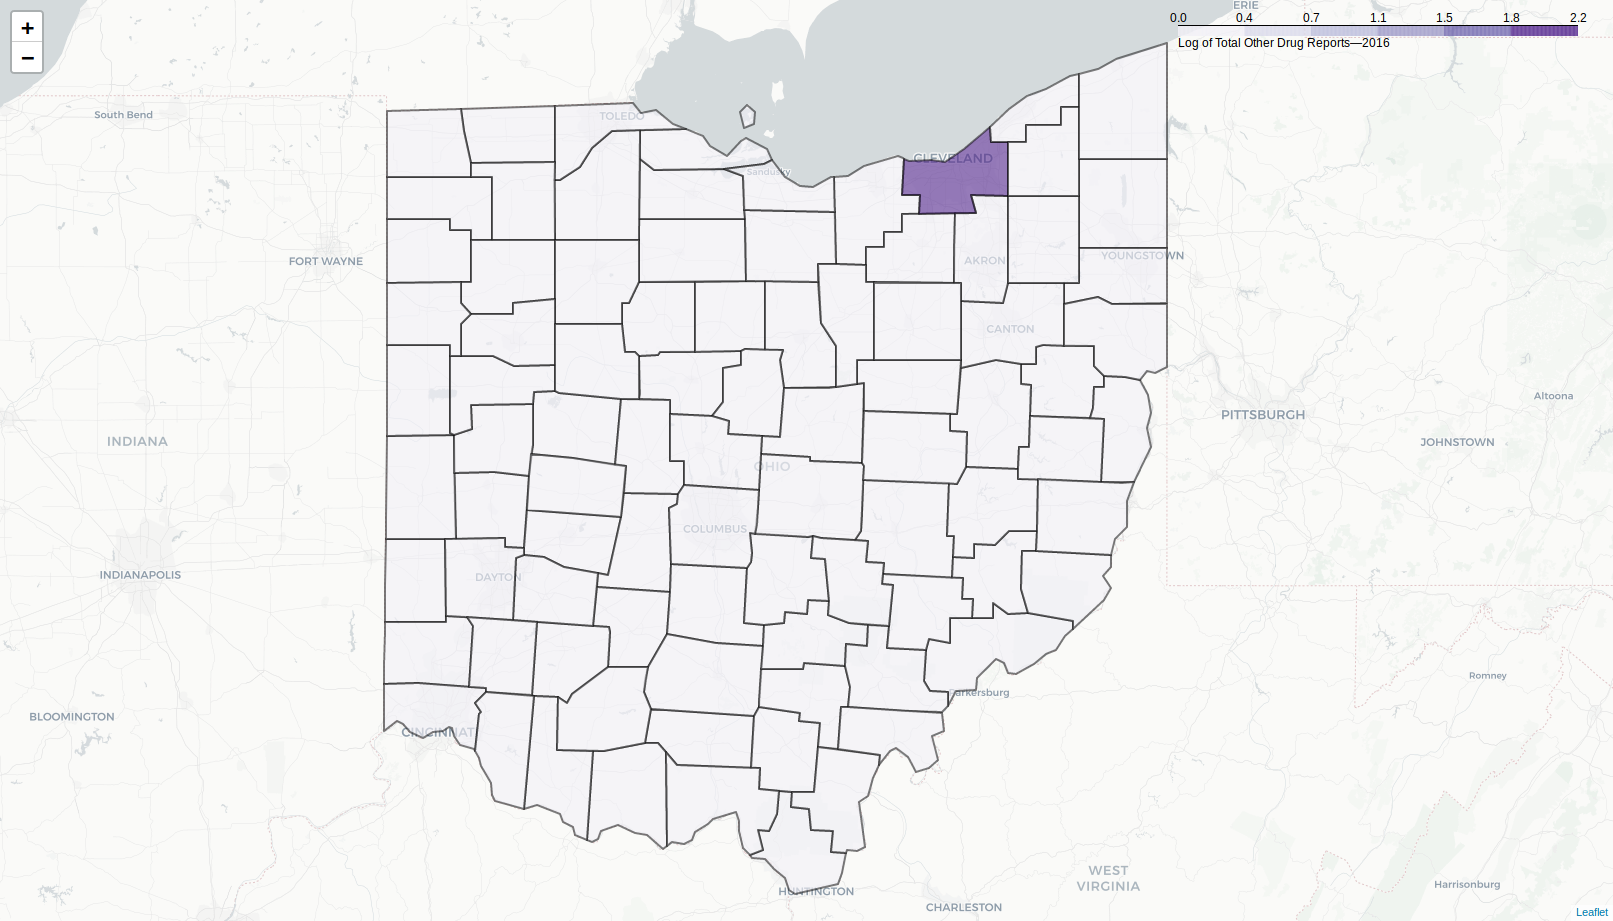 +
−
ERIE
0.0 0.4 0.7 1.1 1.5 1.8 2.2
Log of Total Other Drug Reports—2016
South Bend
TOLEDO
CLEVELAND
Sandusky
FORT WAYNE
AKRON
YOUNGSTOWN
CANTON
Altoona
PITTSBURGH
INDIANA
JOHNSTOWN
OHIO
COLUMBUS
INDIANAPOLIS
DAYTON
Romney
Parkersburg
BLOOMINGTON
CINCINNATI
WEST
VIRGINIA
Harrisonburg
HUNTINGTON
CHARLESTON
Leaflet